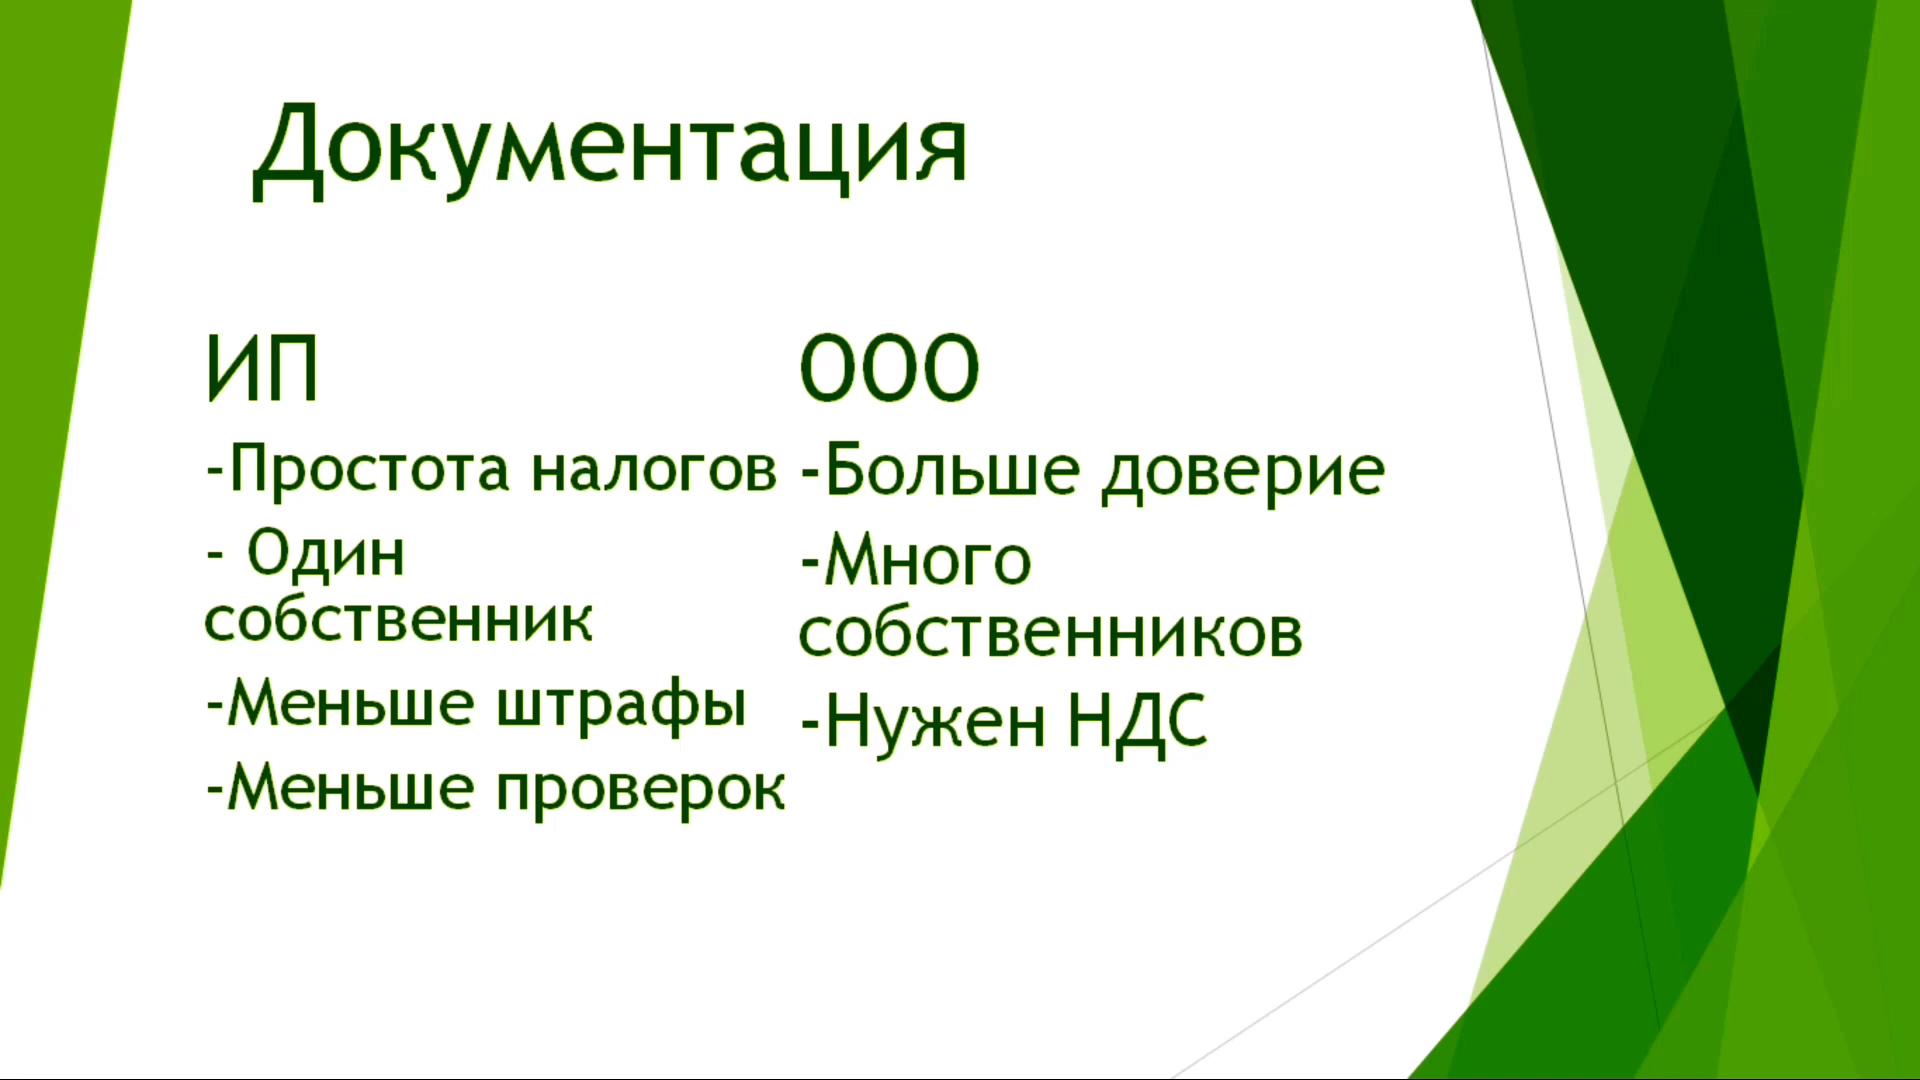 Документация
ИП
-Простота налогов
- Один
собственник
-Меньше штрафы
-Меньше проверок
ООО
-Больше доверие
-Много
собственников
-Нужен НДС